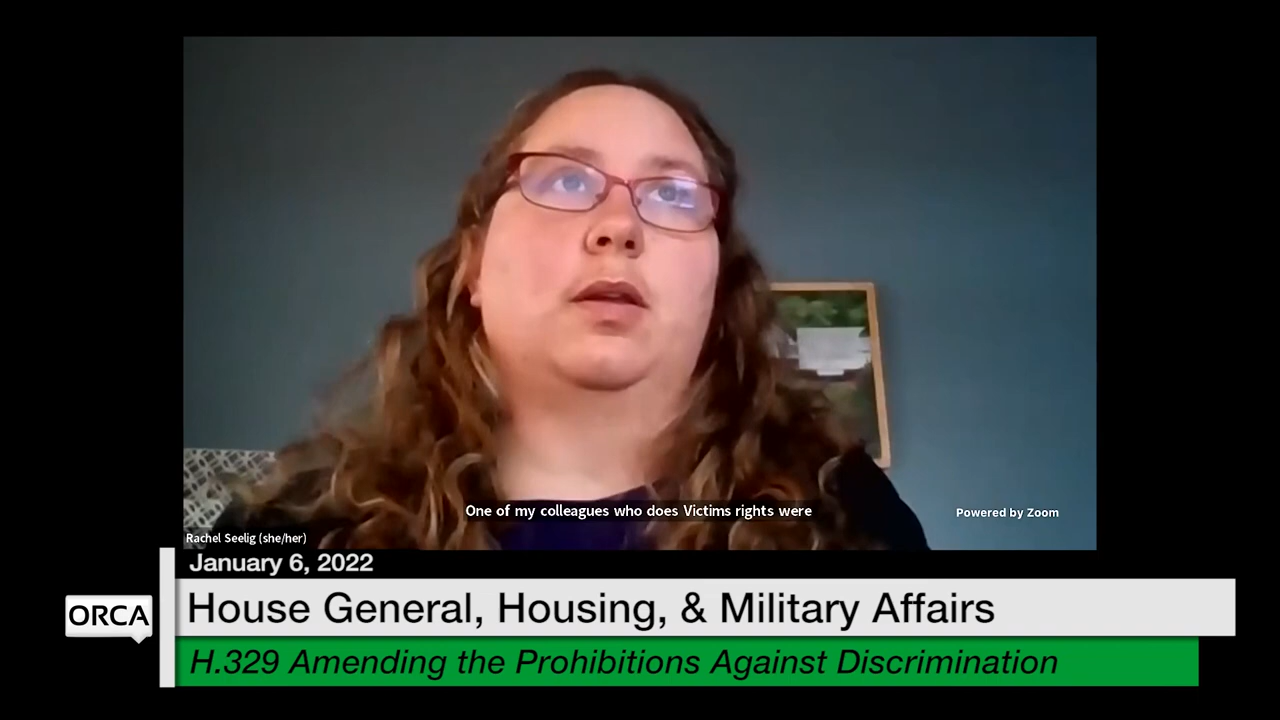 One of my colleagues who does Victims rights were
Powered by Zoom
Rachel Seelig (she/her)
January 6, 2022
ORCA
House General, Housing, & Military Affairs
H.329 Amending the Prohibitions Against Discrimination